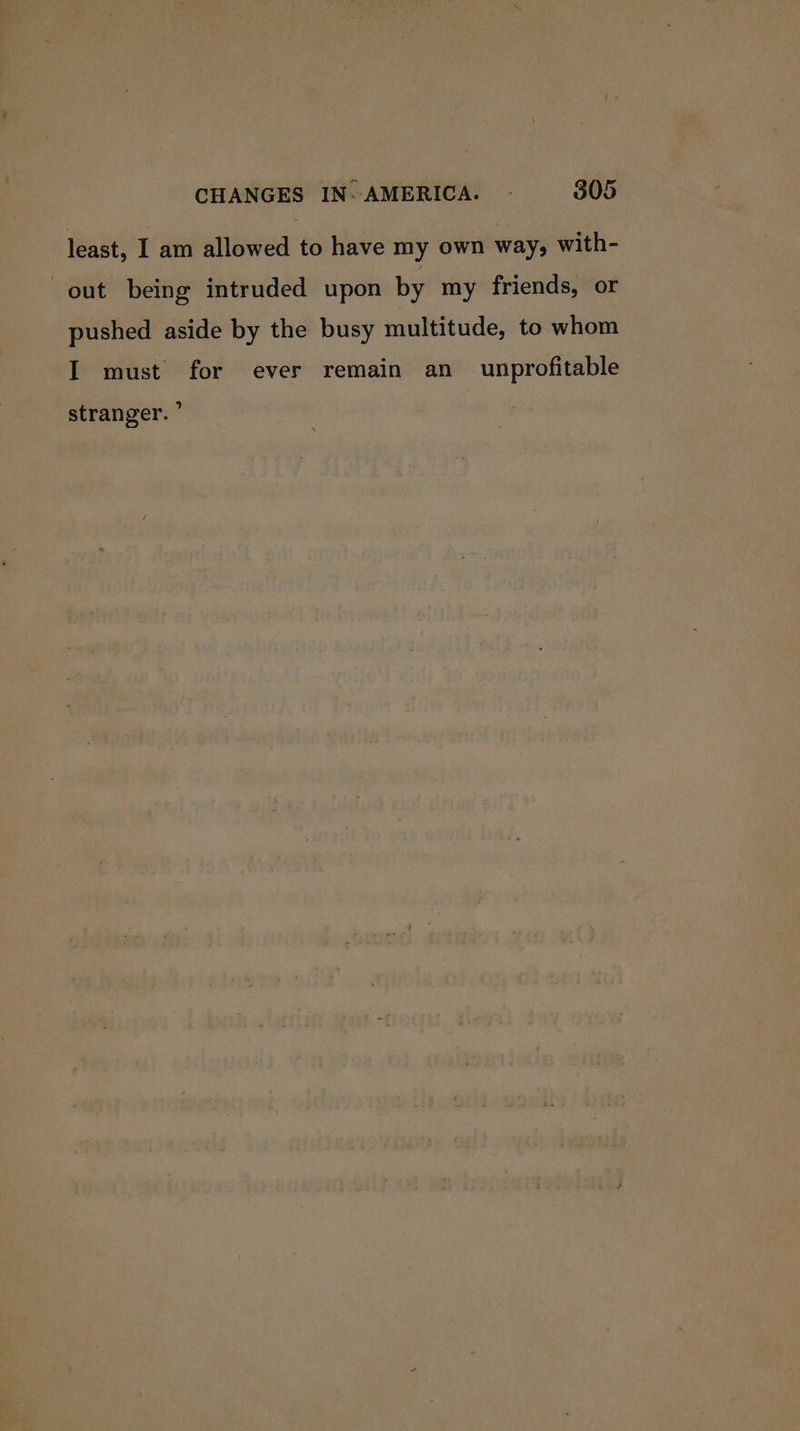 CHANGES IN AMERICA. 305
least, I am allowed to have my own way, with-
out being intruded upon by my friends, or
pushed aside by the busy multitude, to whom
I must for ever remain an unprofitable
stranger.’